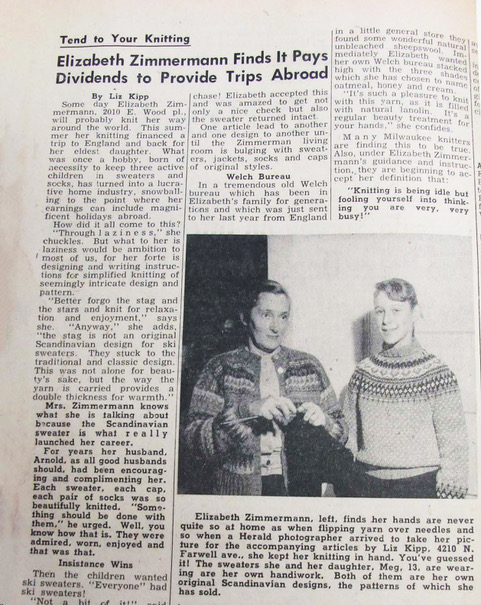 Tend to Your Knitting
Elizabeth Zimmermann Finds It Pays
Dividends to Provide Trips Abroad
By Liz Kipp
Some day Elizabeth Zim-
mermann, 2010 E. Wood pl.,
will probably knit her way
around the world. This sum-
mer knitting financed a
trip to England and back for
her eldest daughter. What
was once a hobby, born of
necessity to keep three active
children in sweaters and
socks, has turned into a lucra-
tive home industry, snowball-
ing to the point where her
earnings can include magni-
ficent holidays abroad.
How did it all come to this?
"Through laziness," she
chuckles. But what to her is
laziness would be ambition to
most of us, for her forte is
designing and writing instruc-
tions for simplified knitting of
seemingly intricate design and
pattern.
"Better forgo the stag and
the stars and knit for relaxa-
tion and enjoyment," says
she. "Anyway," she adds,
"the stag is not an original
Scandinavian design for ski
sweaters. They stuck to the
traditional and classic design.
This was not alone for beau-
ty's sake, but the way the
yarn is carried provides a
double thickness for warmth."
Mrs. Zimmermann knows
what she is talking about
because the Scandinavian
sweater is what really
launched her career.
For years her husband,
Arnold, as all good husbands
should, had been encourag-
ing and complimenting her.
Each sweater, each cap,
each pair of socks was so
beautifully knitted. "Some-
thing should be done with
them," he urged. Well, you
know how that is. They were
admired, worn, enjoyed and
that was that.
Insistance Wins
Then the children wanted
ski sweaters. "Everyone" had
ski sweaters!
"Not a bit of it!" said
chase! Elizabeth accepted this
and was amazed to get not
only a nice check but also
the sweater returned intact.
One article lead to another
and one design to another un-
til the Zimmerman living
room is bulging with sweat-
ers, jackets, socks and caps
of original styles.
Welch Bureau
In a tremendous old Welch
bureau which has been in
Elizabeth's family for genera-
tions and which was just sent
to her last year from England
in a little general store they
found some wonderful natural
unbleached sheepswool. Im-
mediately Elizabeth wanted
her own Welch bureau stacked
high with the three shades
which she has chosen to name
oatmeal, honey and cream.
"It's such a pleasure to knit
with this yarn, as it is filled
with natural lanolin. It's a
regular beauty treatment for
your hands," she confides.
Many Milwaukee knitters
are finding this to be true.
Also, under Elizabeth Zimmer-
mann's guidance and instruc-
tion, they are beginning to ac-
cept her definition that:
"Knitting is being idle but
fooling yourself into think-
ing you are very, very
busy!"
Elizabeth Zimmermann, left, finds her hands are never
quite so at home as when flipping yarn over needles and
so when a Herald photographer arrived to take her pic-
ture for the accompanying articles by Liz Kipp, 4210 N.
Farwell ave., she kept her knitting in hand. You've guessed
it! The sweaters she and her daughter, Meg, 13, are wear-
ing are her own handiwork. Both of them are her own
original Scandinavian designs, the patterns of which she
has sold.